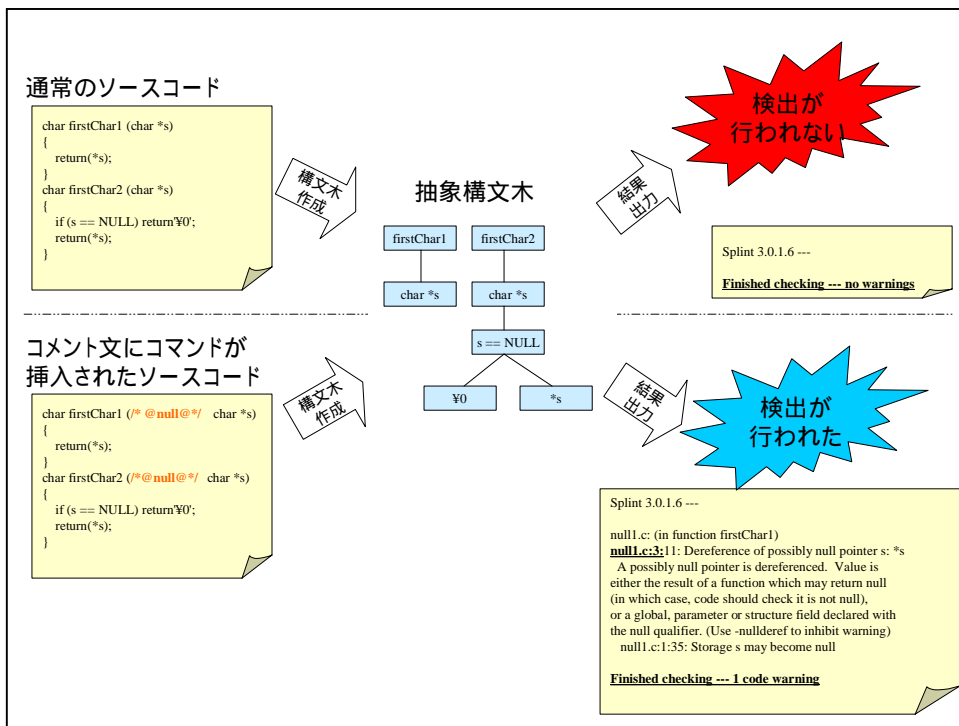 通常のソースコード
char firstChar1 (char *s)
{
return(*s);
}
char firstChar2 (char *s)
{
if (s == NULL) return'¥0';
return(*s);
}
構文木
作成
抽象構文木
firstChar1
firstChar2
char *s
char *s
s == NULL
¥0
*s
結果
出力
検出が
行われない
Splint 3.0.1.6 ---
Finished checking --- no warnings
コメント文にコマンドが
挿入されたソースコード
char firstChar1 (/* @null@*/ char *s)
{
return(*s);
}
char firstChar2 (/*@null@*/ char *s)
{
if (s == NULL) return'¥0';
return(*s);
}
構文木
作成
結果
出力
検出が
行われた
Splint 3.0.1.6 ---
null1.c: (in function firstChar1)
null1.c:3:11: Dereference of possibly null pointer s: *s
A possibly null pointer is dereferenced. Value is
either the result of a function which may return null
(in which case, code should check it is not null),
or a global, parameter or structure field declared with
the null qualifier. (Use -nullderef to inhibit warning)
null1.c:1:35: Storage s may become null
Finished checking --- 1 code warning